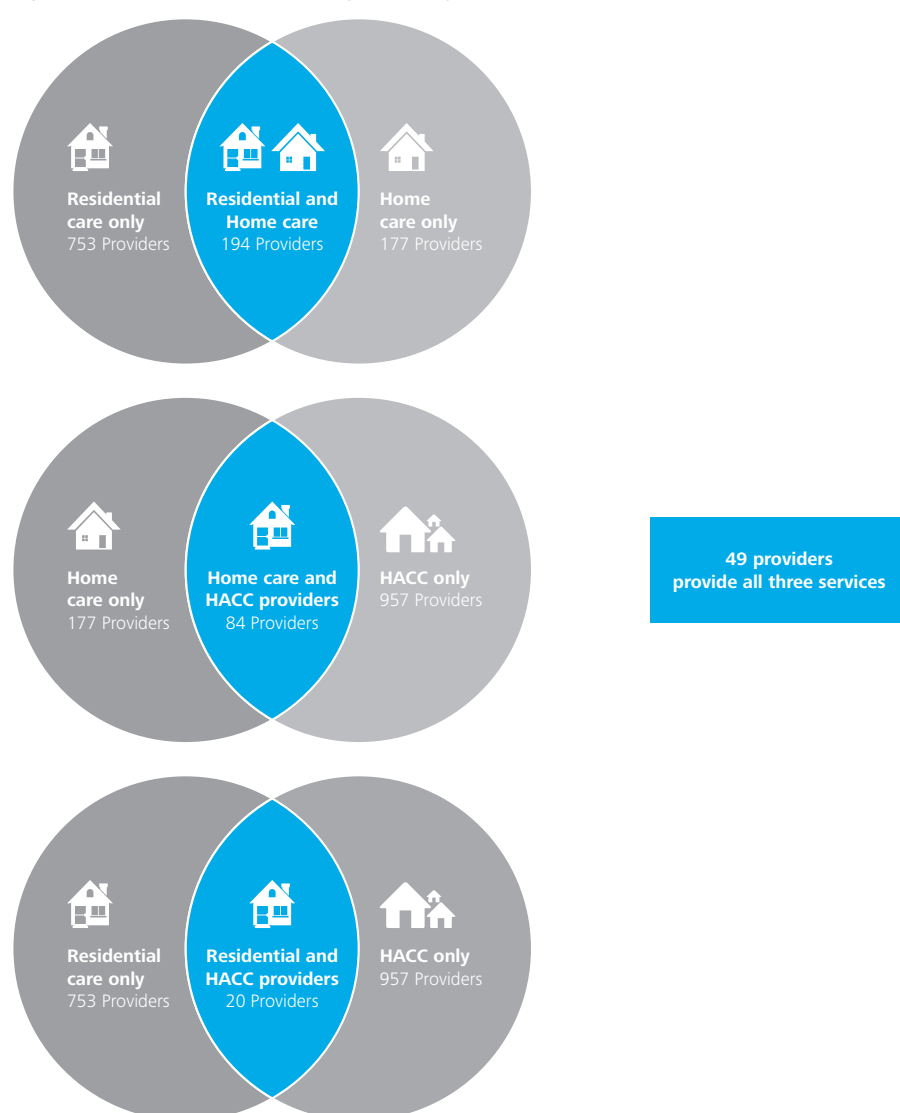 Residential
care only
753 Providers
Residential and
Home care
194 Providers
Home
care only
177 Providers
Home
care only
177 Providers
Home care and
HACC providers
84 Providers
HACC only
957 Providers
49 providers
provide all three services
Residential
care only
753 Providers
Residential and
HACC providers
20 Providers
HACC only
957 Providers